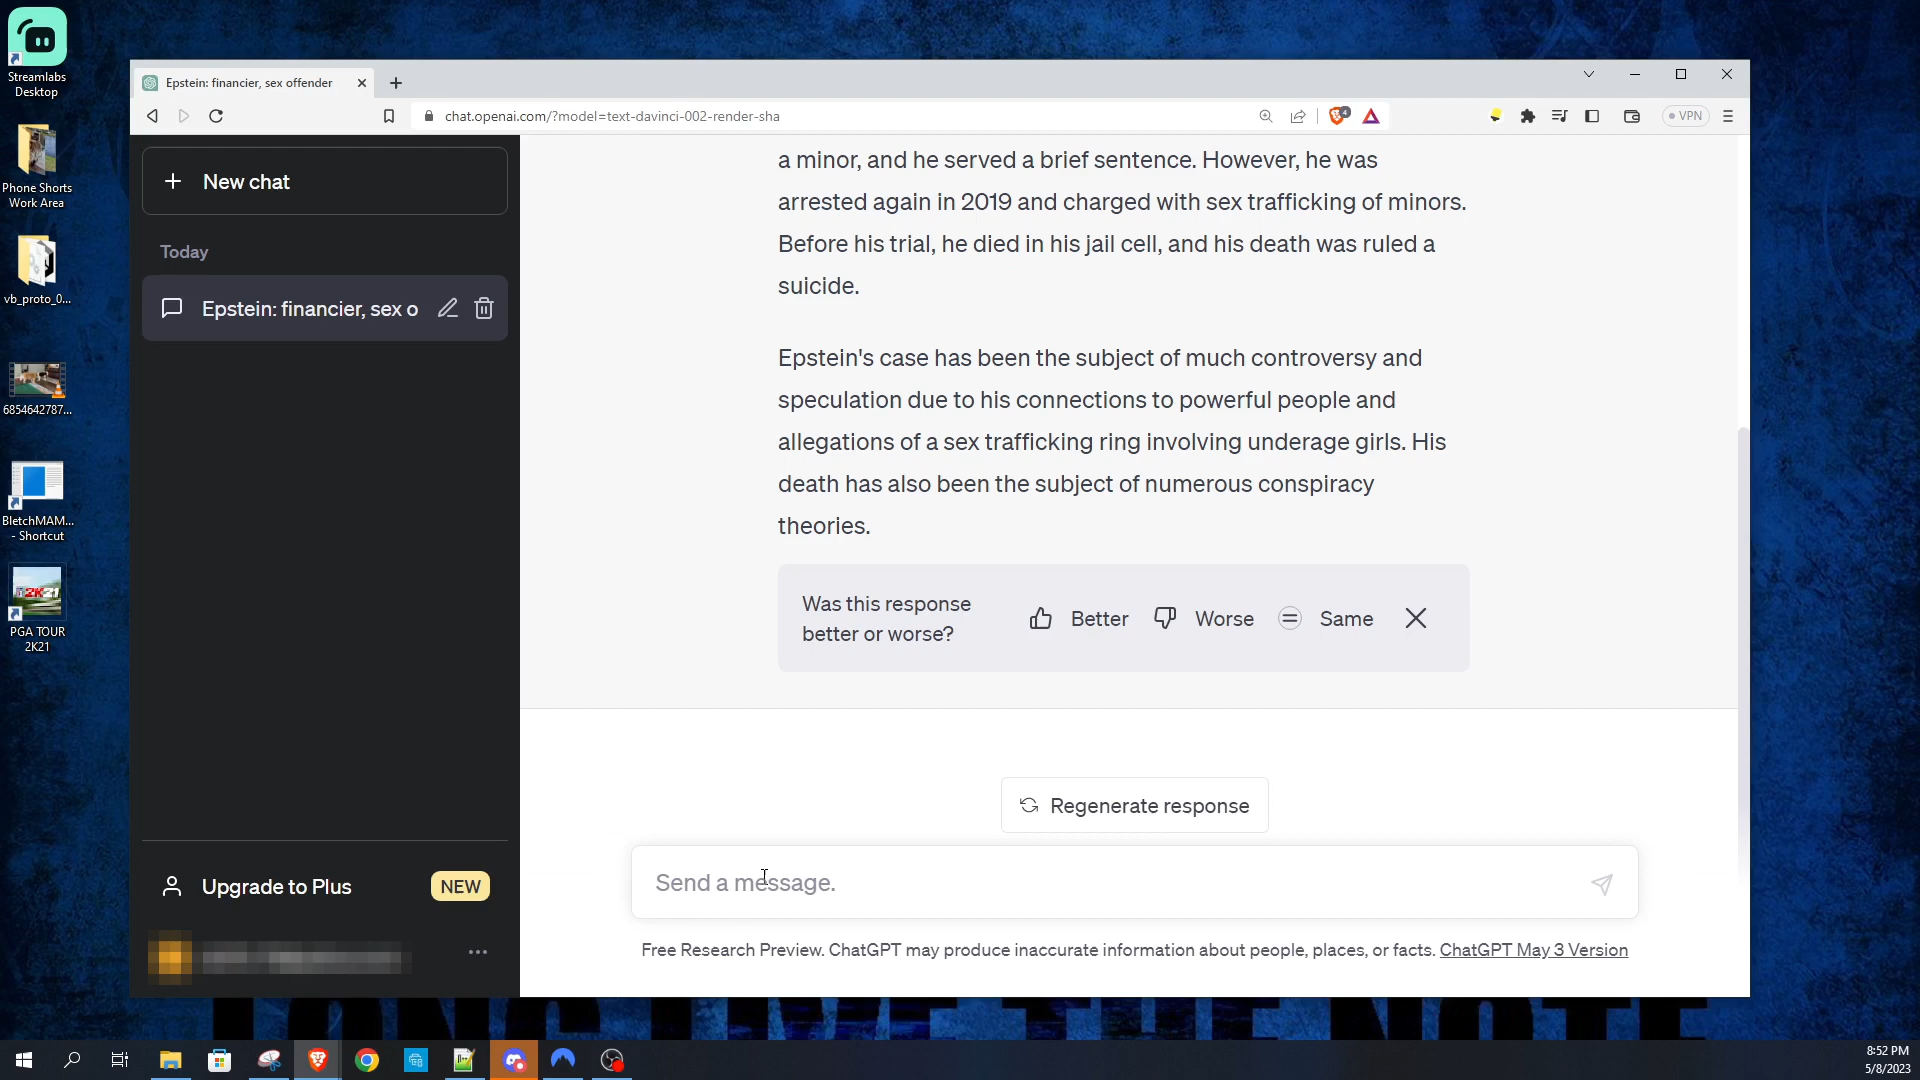 Streamlabs
Desktop
Phone Shorts
Work Area
vb_proto_0...
6854642787...
BletchMAM...
- Shortcut
2K21
PGA TOUR
2K21
Epstein: financier, sex offender
chat.openai.com/?model=text-davinci-002-render-sha
4
VPN
New chat
Today
Epstein: financier, sex o
Upgrade to Plus
NEW
a minor, and he served a brief sentence. However, he was
arrested again in 2019 and charged with sex trafficking of minors.
Before his trial, he died in his jail cell, and his death was ruled a
suicide.
Epstein's case has been the subject of much controversy and
speculation due to his connections to powerful people and
allegations of a sex trafficking ring involving underage girls. His
death has also been the subject of numerous conspiracy
theories.
Was this response
better or worse?
Better
Worse
Same
Regenerate response
Send a message.
Free Research Preview. ChatGPT may produce inaccurate information about people, places, or facts. ChatGPT May 3 Version
8:52 PM
5/8/2023